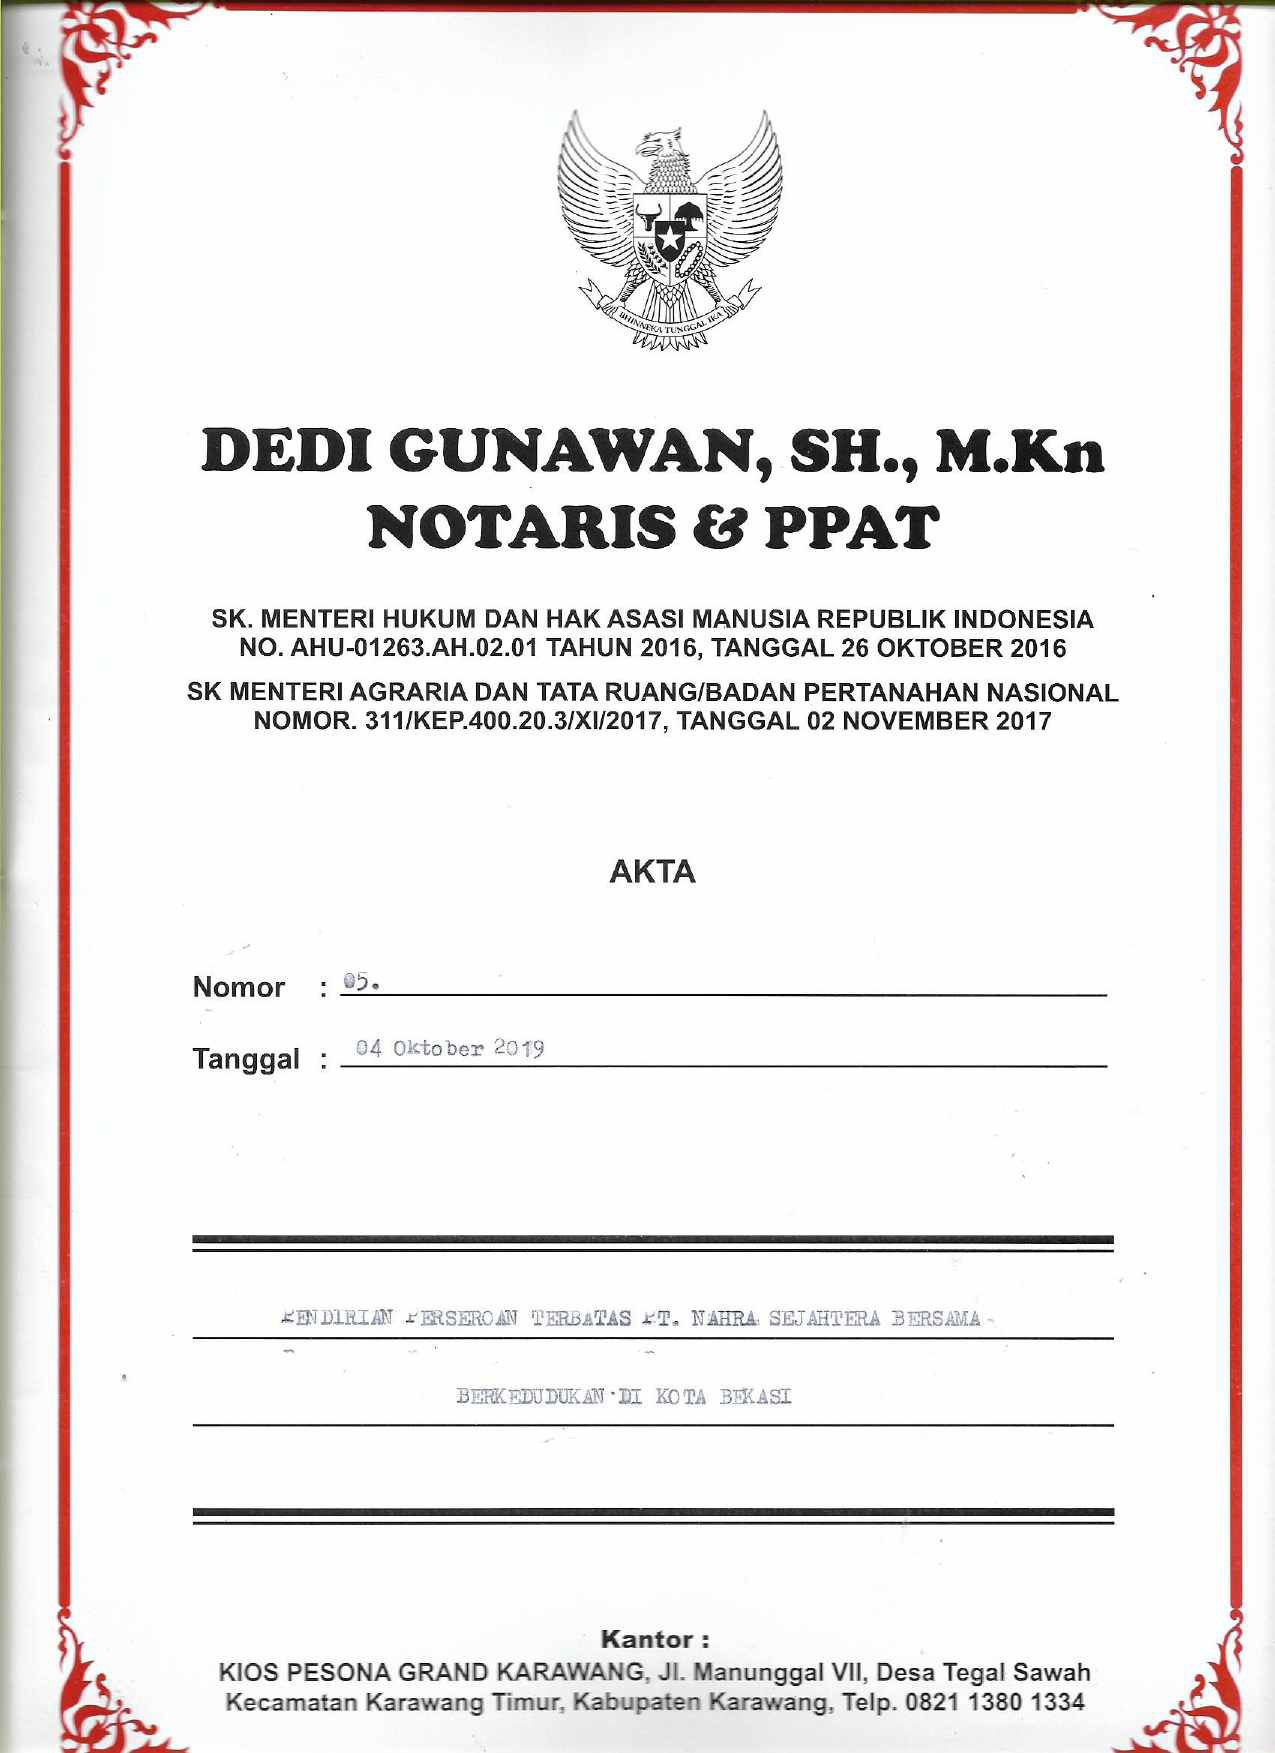 BHINNEKA TUNGGAL IKA
DEDI GUNAWAN, SH., M.Kn
NOTARIS & PPAT
SK. MENTERI HUKUM DAN HAK ASASI MANUSIA REPUBLIK INDONESIA
NO. AHU-01263.AH.02.01 TAHUN 2016, TANGGAL 26 OKTOBER 2016
SK MENTERI AGRARIA DAN TATA RUANG/BADAN PERTANAHAN NASIONAL
NOMOR. 311/KEP.400.20.3/XI/2017, TANGGAL 02 NOVEMBER 2017
AKTA
Nomor : 05.
Tanggal : 04 Oktober 2019
PENDIRIAN PERSEROAN TERBATAS PT. NAHRA SEJAHTERA BERSAMA
BERKEDUDUKAN DI KOTA BEKASI
Kantor :
KIOS PESONA GRAND KARAWANG, Jl. Manunggal VII, Desa Tegal Sawah
Kecamatan Karawang Timur, Kabupaten Karawang, Telp. 0821 1380 1334